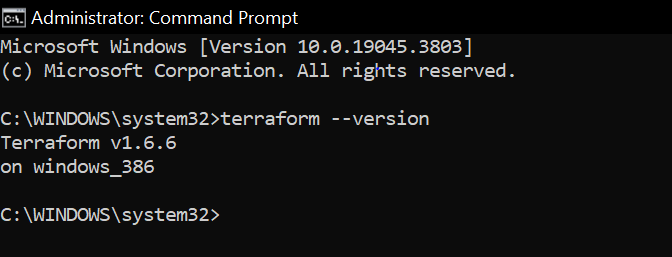 Administrator: Command Prompt
Microsoft Windows [Version 10.0.19045.3803]
(c) Microsoft Corporation. All rights reserved.
C:\WINDOWS\system32>terraform --version
Terraform v1.6.6
on windows_386
C:\WINDOWS\system32>